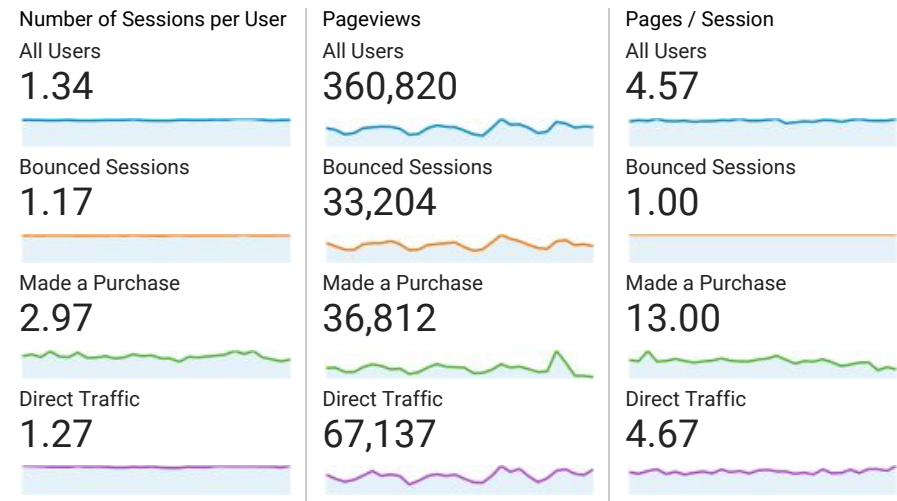 Number of Sessions per User
All Users
1.34
Bounced Sessions
1.17
Made a Purchase
2.97
Direct Traffic
1.27
Pageviews
All Users
360,820
Bounced Sessions
33,204
Made a Purchase
36,812
Direct Traffic
67,137
Pages / Session
All Users
4.57
Bounced Sessions
1.00
Made a Purchase
13.00
Direct Traffic
4.67